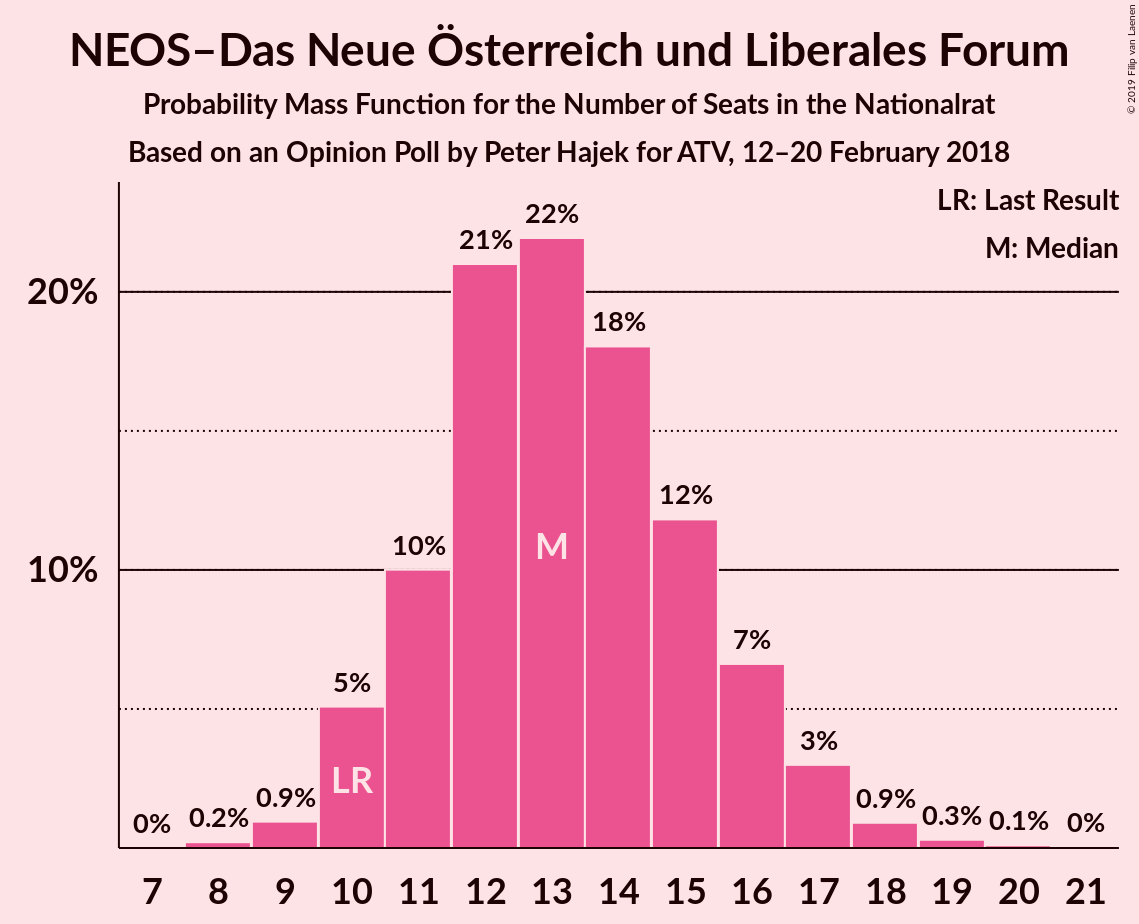 NEOS–Das Neue Österreich und Liberales Forum
Probability Mass Function for the Number of Seats in the Nationalrat
Based on an Opinion Poll by Peter Hajek for ATV, 12–20 February 2018
© 2019 Filip van Laenen
LR: Last Result
M: Median
20%
10%
0%
0.2%
0.9%
5%
10%
21%
22%
18%
12%
7%
3%
0.9%
0.3%
0.1%
0%
LR
M
7 8 9 10 11 12 13 14 15 16 17 18 19 20 21